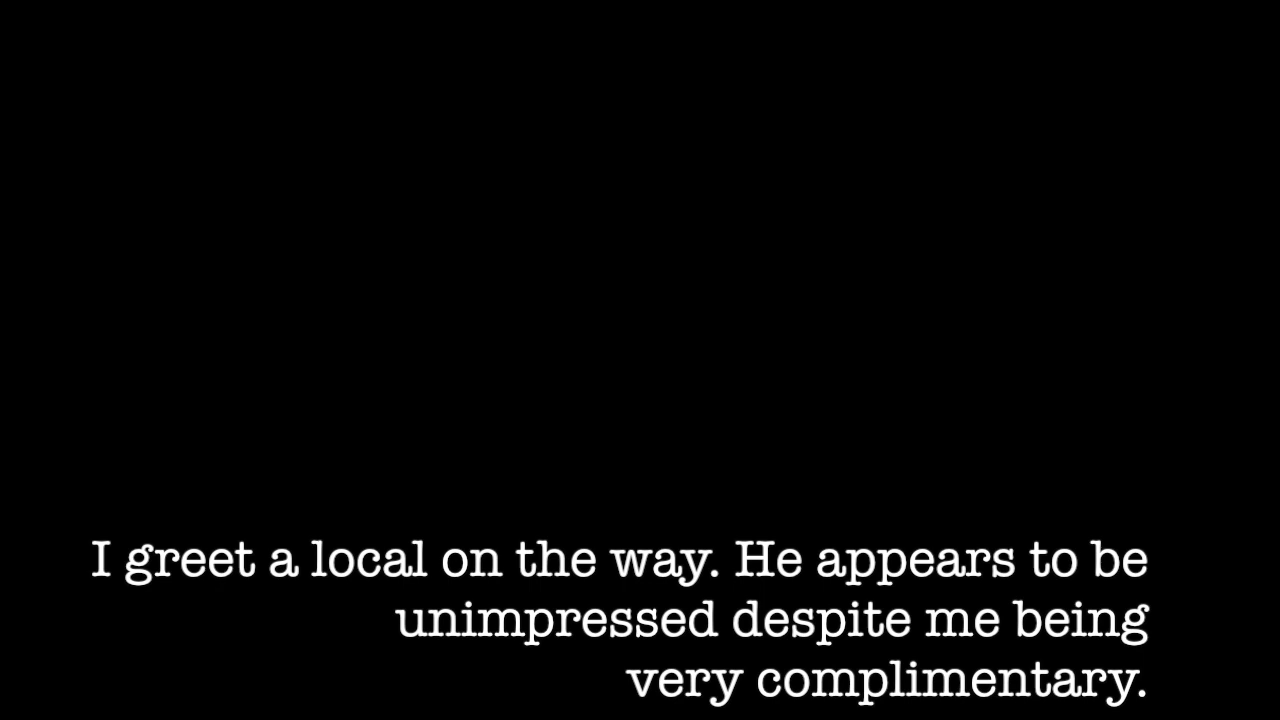 I greet a local on the way. He appears to be
unimpressed despite me being
very complimentary.